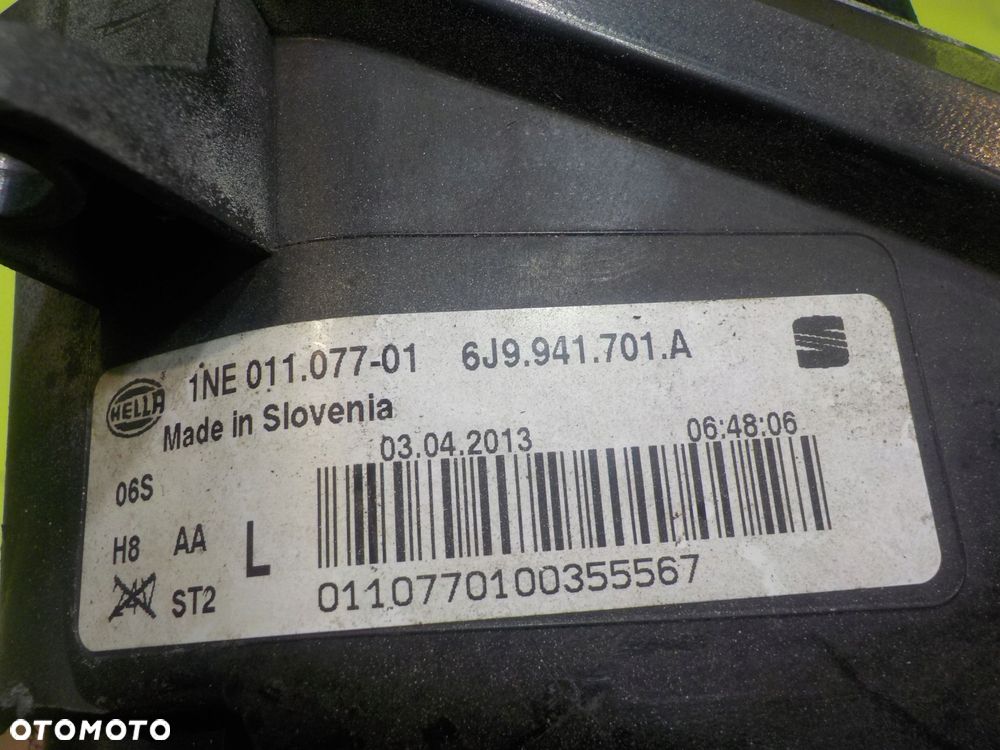 1NE 011.077-01 6J9.941.701.A
HELLA
Made in Slovenia
03.04.2013 06:48:06
06S
H8 AA L
ST2
0110770100355567
OTOMOTO